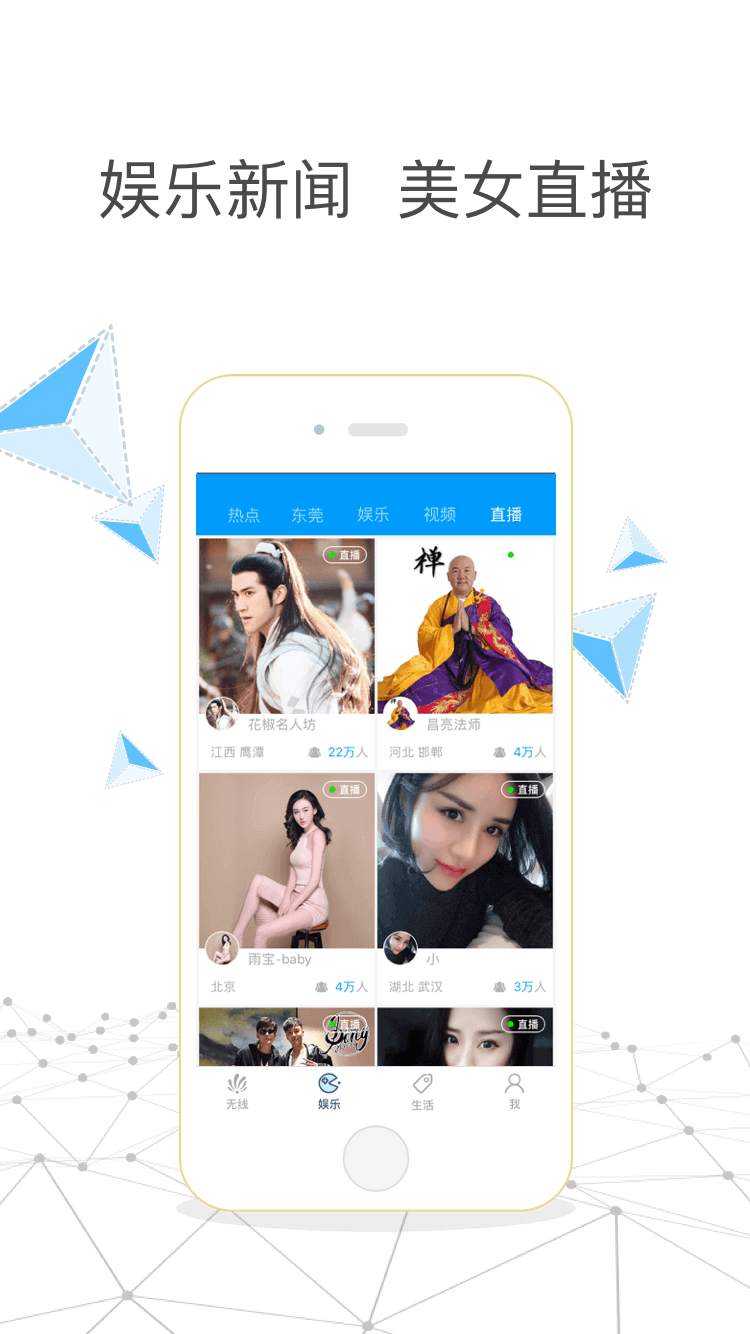 娱乐新闻 美女直播
热点 东莞 娱乐 视频 直播
直播
禅
花椒名人坊 昌亮法师
江西 鹰潭 22万人 河北 邯郸 4万人
直播 直播
雨宝-baby 小
北京 4万人 湖北 武汉 3万人
直播 直播
无线 娱乐 生活 我